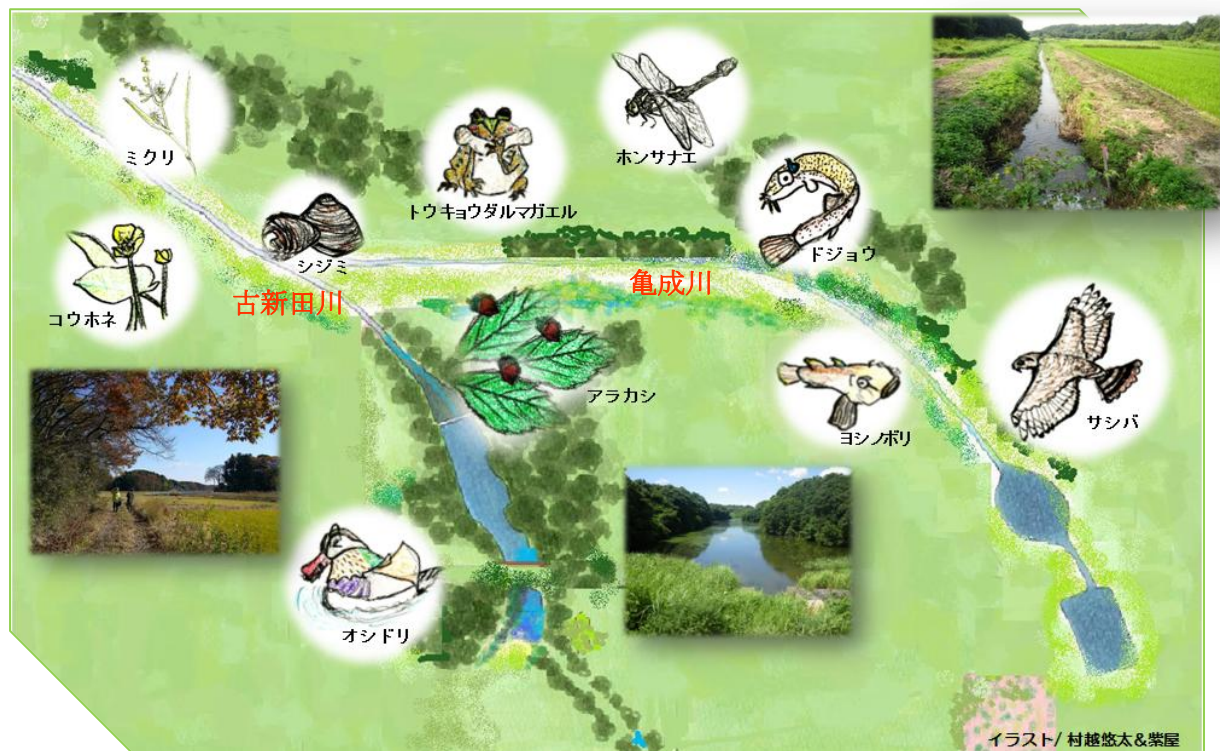 ミクリ
ホンサナエ
トウキョウダルマガエル
ドジョウ
シジミ
コウホネ
古新田川
亀成川
アラカシ
ヨシノボリ
サシバ
オシドリ
イラスト/ 村越悠太&紫屋